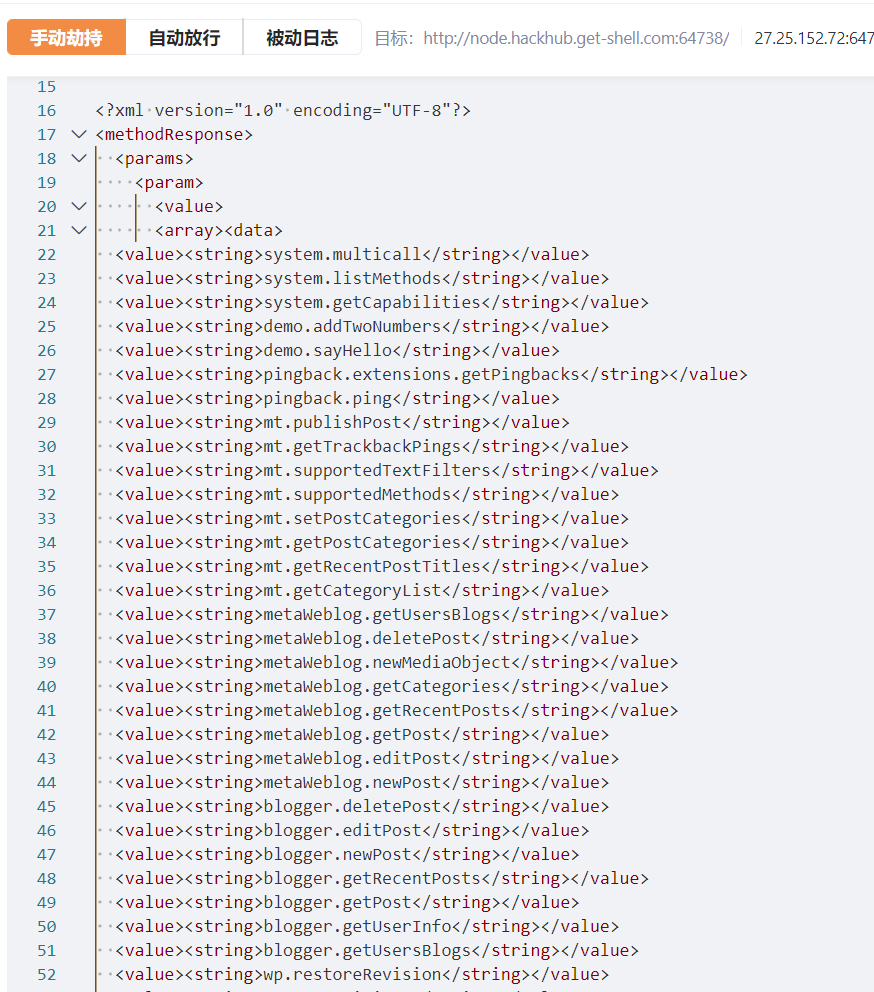 手动劫持 自动放行 被动日志 目标: http://node.hackhub.get-shell.com:64738/ 27.25.152.72:647
15
16 <?xml version="1.0" encoding="UTF-8"?>
17 <methodResponse>
18 <params>
19 <param>
20 <value>
21 <array><data>
22 <value><string>system.multicall</string></value>
23 <value><string>system.listMethods</string></value>
24 <value><string>system.getCapabilities</string></value>
25 <value><string>demo.addTwoNumbers</string></value>
26 <value><string>demo.sayHello</string></value>
27 <value><string>pingback.extensions.getPingbacks</string></value>
28 <value><string>pingback.ping</string></value>
29 <value><string>mt.publishPost</string></value>
30 <value><string>mt.getTrackbackPings</string></value>
31 <value><string>mt.supportedTextFilters</string></value>
32 <value><string>mt.supportedMethods</string></value>
33 <value><string>mt.setPostCategories</string></value>
34 <value><string>mt.getPostCategories</string></value>
35 <value><string>mt.getRecentPostTitles</string></value>
36 <value><string>mt.getCategoryList</string></value>
37 <value><string>metaWeblog.getUsersBlogs</string></value>
38 <value><string>metaWeblog.deletePost</string></value>
39 <value><string>metaWeblog.newMediaObject</string></value>
40 <value><string>metaWeblog.getCategories</string></value>
41 <value><string>metaWeblog.getRecentPosts</string></value>
42 <value><string>metaWeblog.getPost</string></value>
43 <value><string>metaWeblog.editPost</string></value>
44 <value><string>metaWeblog.newPost</string></value>
45 <value><string>blogger.deletePost</string></value>
46 <value><string>blogger.editPost</string></value>
47 <value><string>blogger.newPost</string></value>
48 <value><string>blogger.getRecentPosts</string></value>
49 <value><string>blogger.getPost</string></value>
50 <value><string>blogger.getUserInfo</string></value>
51 <value><string>blogger.getUsersBlogs</string></value>
52 <value><string>wp.restoreRevision</string></value>